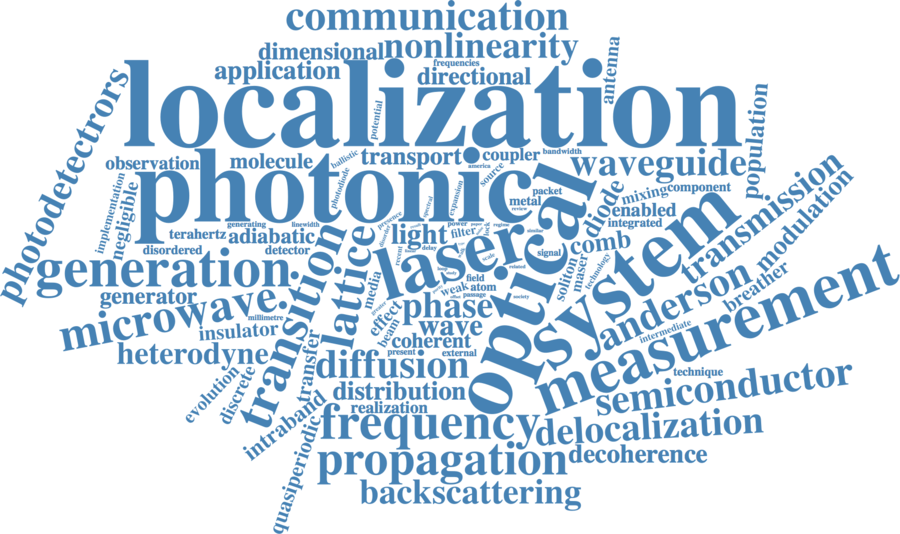 communication
dimensional
nonlinearity
frequencies
application
directional
antenna
localization
photodetectrors
potential
population
observation
molecule
ballistic
transport
coupler
bandwidth
america
waveguide
photonic
photodiode
source
packet
metal
review
diode
mixing
component
enabled
integrated
implementation
negligible
generating
linewidth
terahertz
adiabatic
disordered
detector
presence
spectral
expansion
power
light
filter
region
similar
signal
comb
soliton
maser
technology
optical
system
transmission
modulation
generation
generator
microwave
millimetre
insulator
heterodyne
transition
lattice
media
recent
delay
laser
scale
related
field
weak
atom
office
passage
society
effect
beam
phase
wave
coherent
present
external
anderson
breather
intermediate
measurement
evolution
discrete
transfer
intraband
quasiperiodic
diffusion
distribution
realization
technique
semiconductor
frequency
delocalization
propagation
decoherence
backscattering